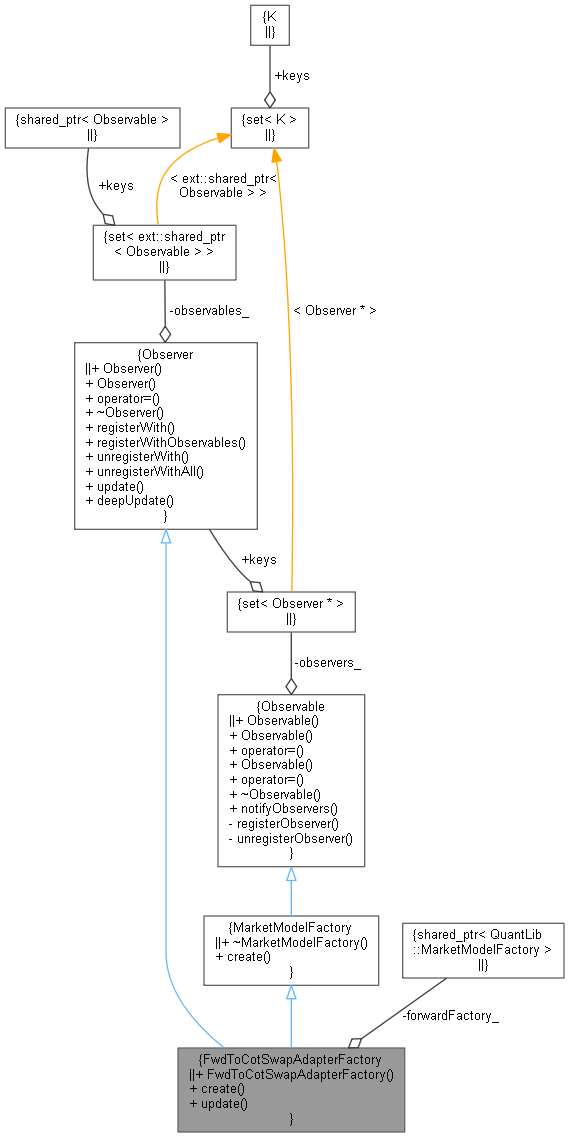 {K
||}
+keys
{shared_ptr< Observable >
||}
{set< K >
||}
+keys
< ext::shared_ptr<
Observable > >
{set< ext::shared_ptr
< Observable > >
||}
-observables_
< Observer * >
{Observer
||+ Observer()
+ Observer()
+ operator=()
+ ~Observer()
+ registerWith()
+ registerWithObservables()
+ unregisterWith()
+ unregisterWithAll()
+ update()
+ deepUpdate()
}
+keys
{set< Observer * >
||}
-observers_
{Observable
||+ Observable()
+ Observable()
+ operator=()
+ Observable()
+ operator=()
+ ~Observable()
+ notifyObservers()
- registerObserver()
- unregisterObserver()
}
{MarketModelFactory
||+ ~MarketModelFactory()
+ create()
}
{shared_ptr< QuantLib
::MarketModelFactory >
||}
-forwardFactory_
{FwdToCotSwapAdapterFactory
||+ FwdToCotSwapAdapterFactory()
+ create()
+ update()
}